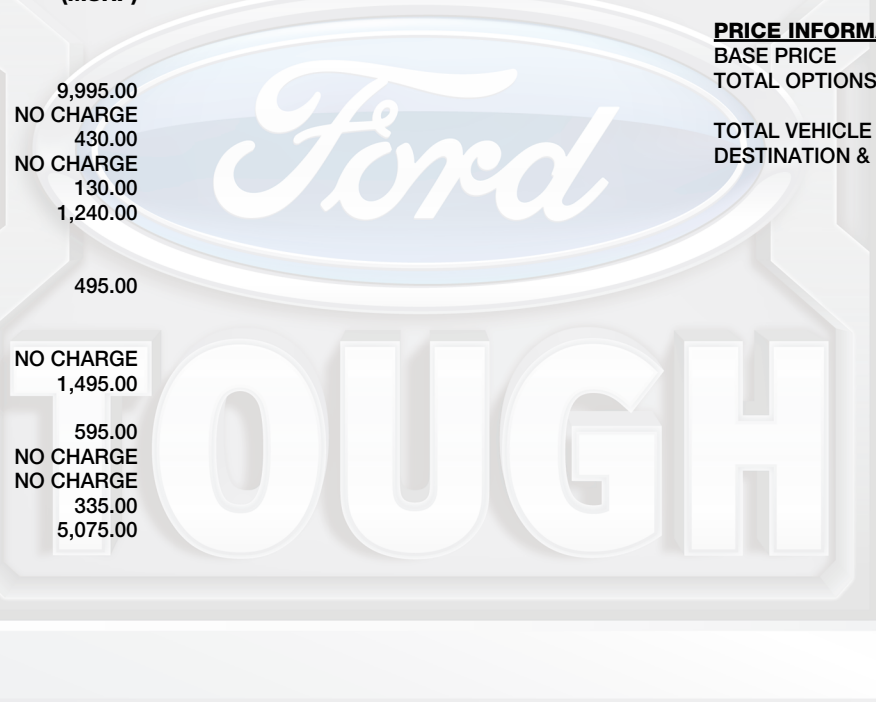 (MSRP)
9,995.00
NO CHARGE
430.00
NO CHARGE
130.00
1,240.00
495.00
NO CHARGE
1,495.00
595.00
NO CHARGE
NO CHARGE
335.00
5,075.00
PRICE INFORM
BASE PRICE
TOTAL OPTIONS
TOTAL VEHICLE
DESTINATION &
Ford
TOUGH